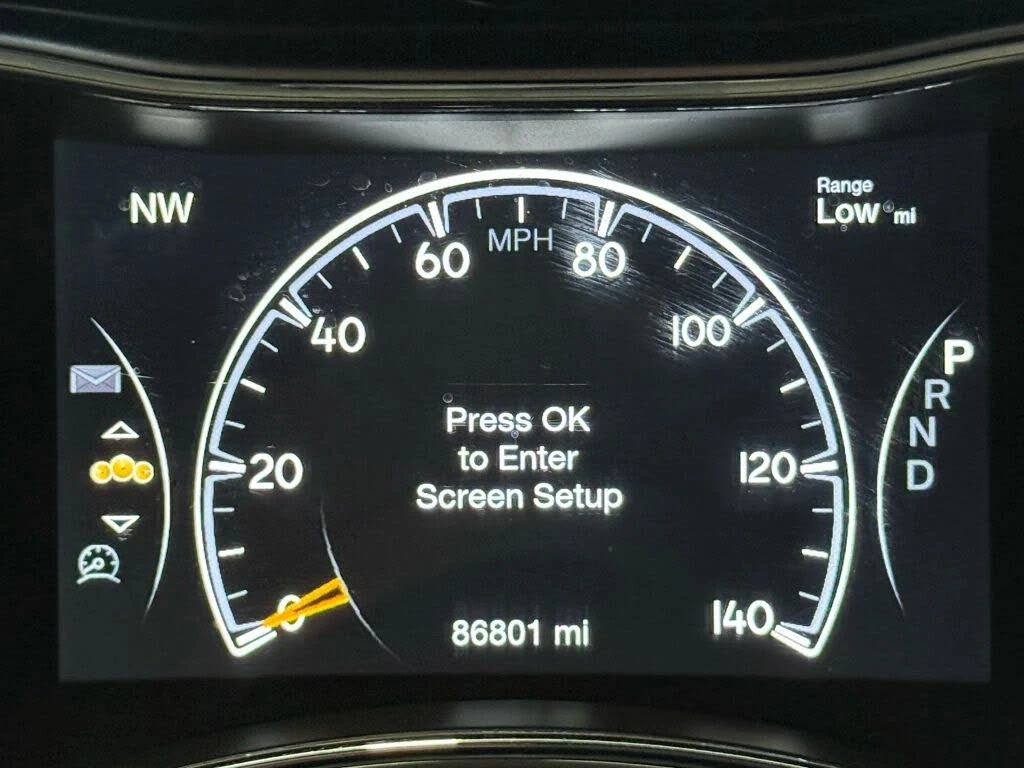 NW
Range
LOW mi
MPH
60
80
40
100
20
120
0
140
Press OK
to Enter
Screen Setup
P
R
N
D
86801 mi